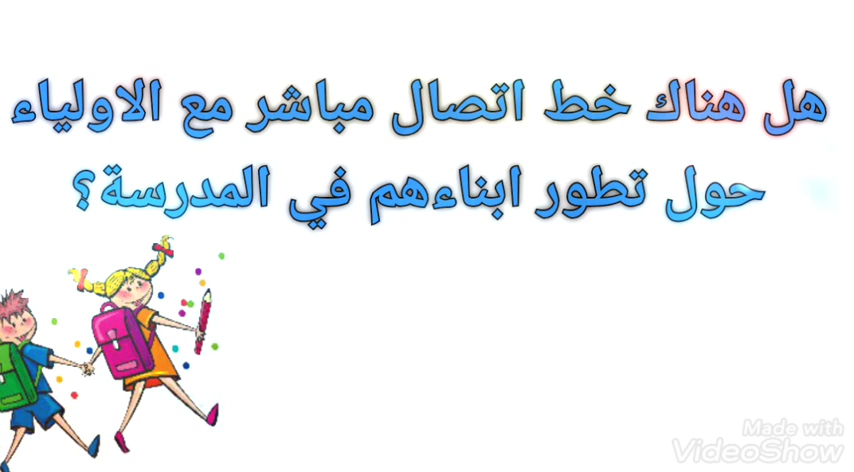 هل هناك خط اتصال مباشر مع الاولياء
حول تطور ابناءهم في المدرسة؟
Made with
VideoShow